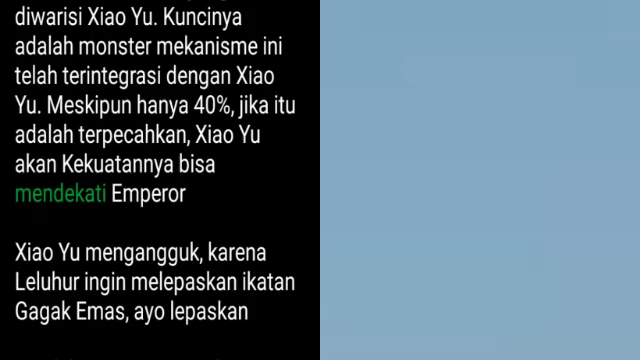 diwarisi Xiao Yu. Kuncinya
adalah monster mekanisme ini
telah terintegrasi dengan Xiao
Yu. Meskipun hanya 40%, jika itu
adalah terpecahkan, Xiao Yu
akan Kekuatannya bisa
mendekati Emperor
Xiao Yu mengangguk, karena
Leluhur ingin melepaskan ikatan
Gagak Emas, ayo lepaskan